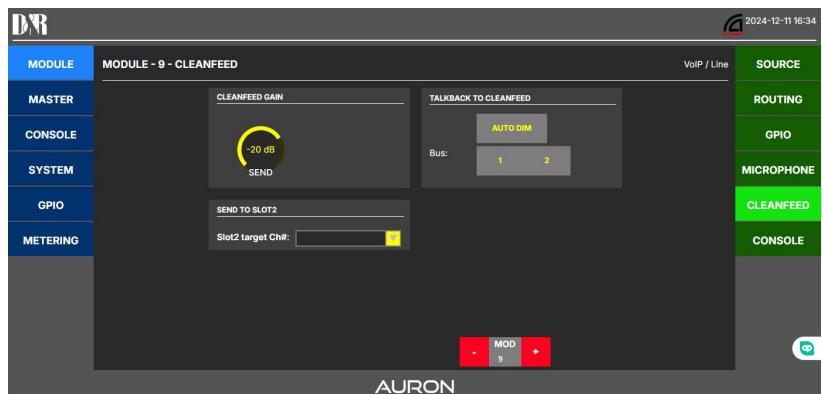 D&R
2024-12-11 16:34
MODULE
MASTER
CONSOLE
SYSTEM
GPIO
METERING
MODULE - 9 - CLEANFEED
VoIP / Line
CLEANFEED GAIN
-20 dB
SEND
TALKBACK TO CLEANFEED
AUTO DIM
Bus:
1 2
SEND TO SLOT2
Slot2 target Ch#:
- MOD +
9
SOURCE
ROUTING
GPIO
MICROPHONE
CLEANFEED
CONSOLE
AURON